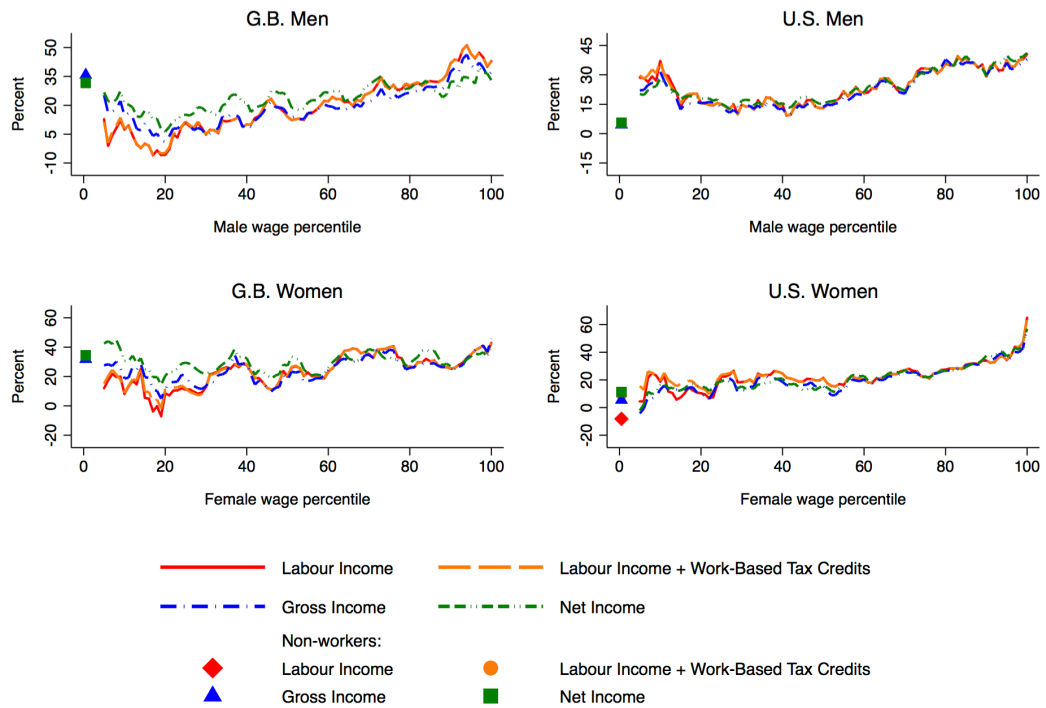 G.B. Men
Percent
50
35
20
5
-10
0 20 40 60 80 100
Male wage percentile
U.S. Men
Percent
45
30
15
0
-15
0 20 40 60 80 100
Male wage percentile
G.B. Women
Percent
60
40
20
0
-20
0 20 40 60 80 100
Female wage percentile
U.S. Women
Percent
60
40
20
0
-20
0 20 40 60 80 100
Female wage percentile
Labour Income
Labour Income + Work-Based Tax Credits
Gross Income
Net Income
Non-workers:
Labour Income
Labour Income + Work-Based Tax Credits
Gross Income
Net Income